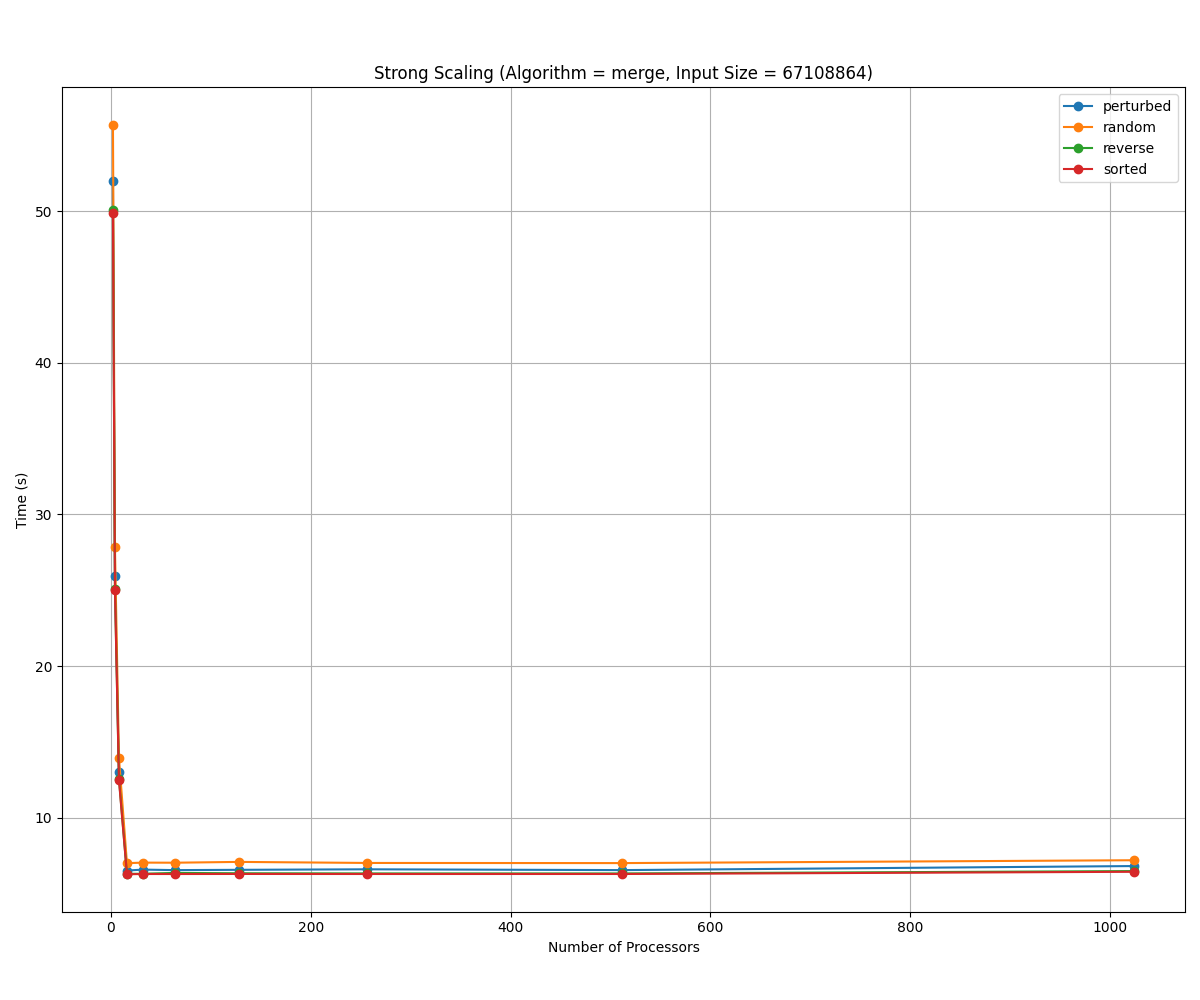 Strong Scaling (Algorithm = merge, Input Size = 67108864)
perturbed
random
reverse
sorted
50
40
30
20
10
Time (s)
0 200 400 600 800 1000
Number of Processors